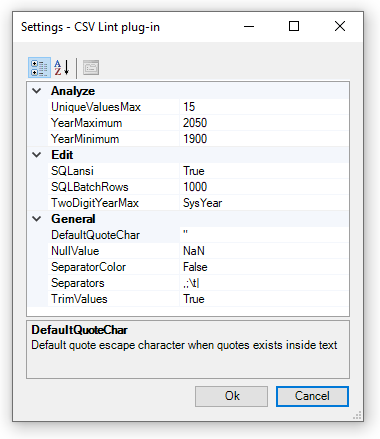 Settings - CSV Lint plug-in
Analyze
UniqueValuesMax 15
YearMaximum 2050
YearMinimum 1900
Edit
SQLansi True
SQLBatchRows 1000
TwoDigitYearMax SysYear
General
DefaultQuoteChar "
NullValue NaN
SeparatorColor False
Separators ,;\t|
TrimValues True
DefaultQuoteChar
Default quote escape character when quotes exists inside text
Ok Cancel